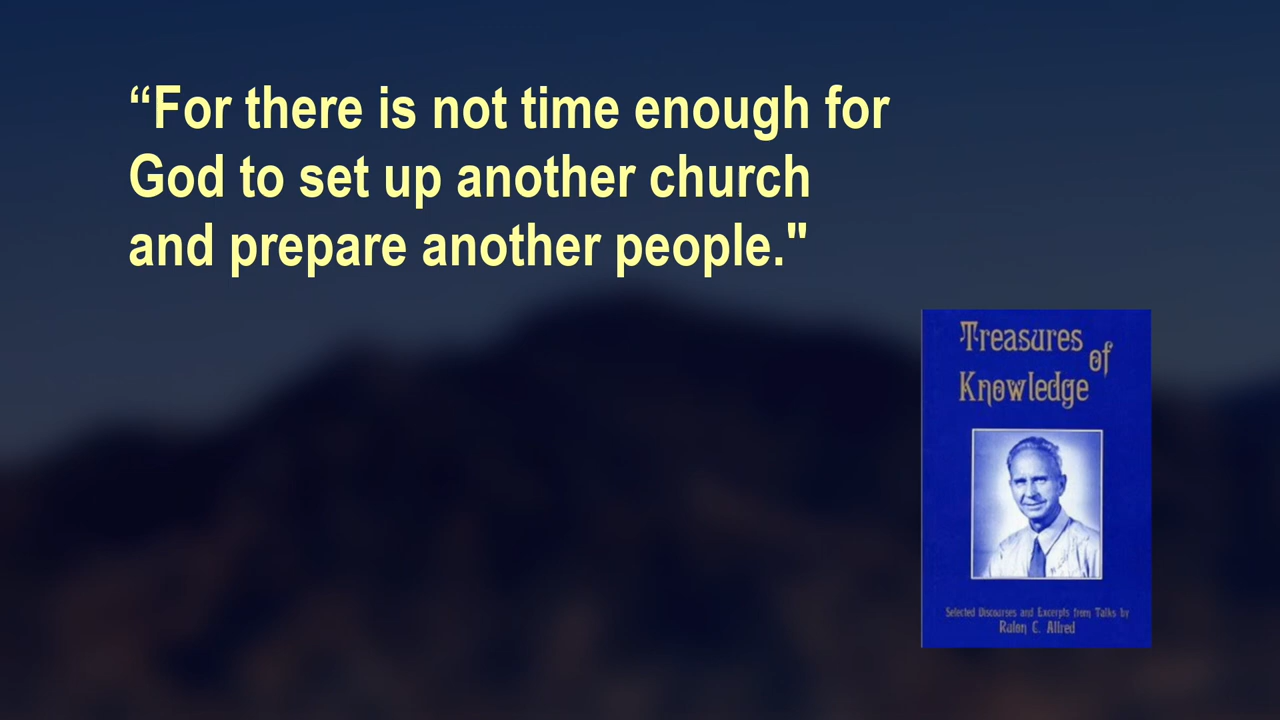 “For there is not time enough for
God to set up another church
and prepare another people."
Treasures
of
Knowledge
Selected Discourses and Excerpts from Talks by
Rulon C. Allred